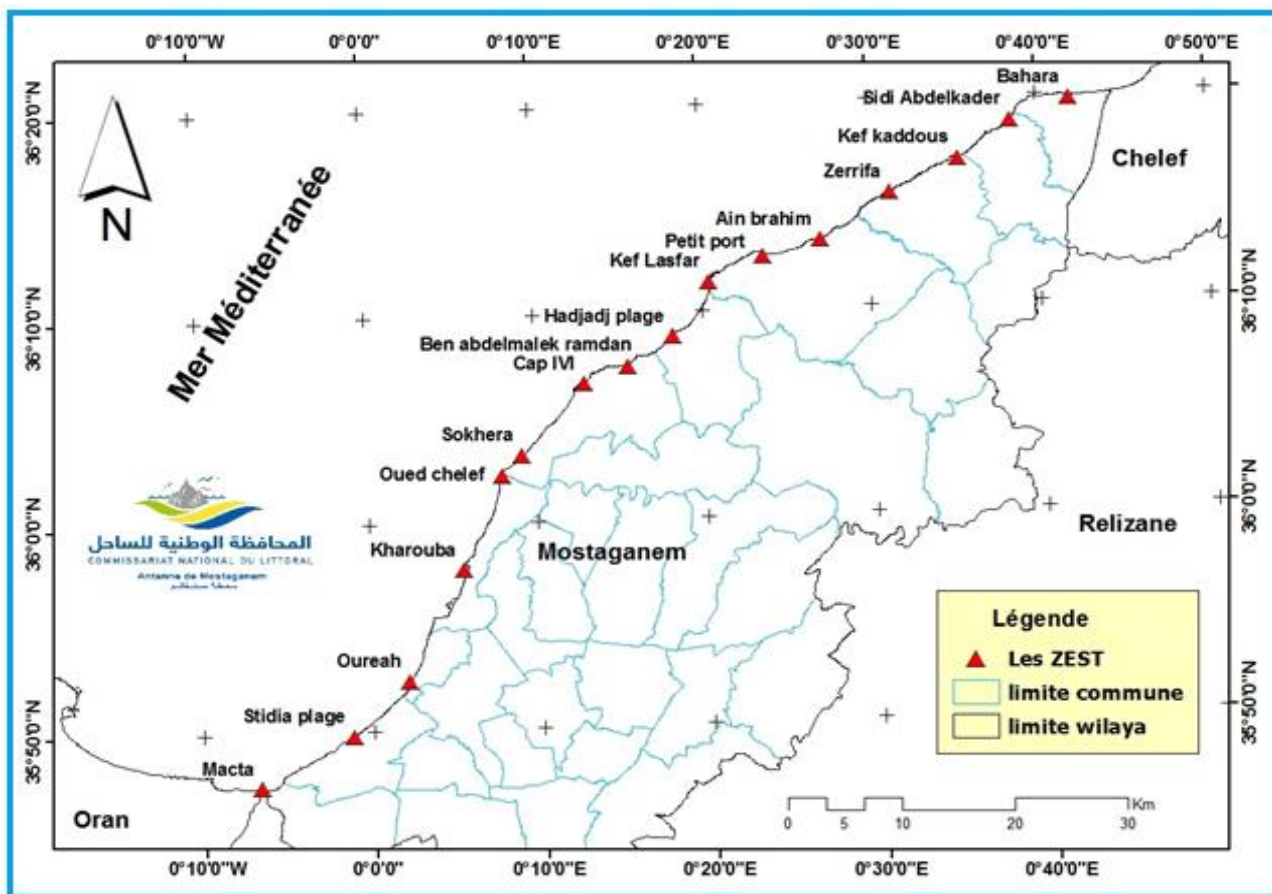 0°10'0"W 0°0'0" 0°10'0"E 0°20'0"E 0°30'0"E 0°40'0"E 0°50'0"E
Bahara
Sidi Abdelkader
36°20'0"N
Kef kaddous
Chelef
Zerrifa
N
Mer Méditerranée
Ain brahim
Petit port
Kef Lasfar
36°10'0"N
Hadjadj plage
36°10'0"N
Ben abdelmalek ramdan
Cap IVI
Sokhera
Oued chelef
36°0'0"N
Relizane
36°0'0"N
المحافظة الوطنية للساحل
COMMISSARIAT NATIONAL DU LITTORAL
Antenne de Mostaganem
Kharouba
Mostaganem
Légende
Les ZEST
limite commune
limite wilaya
Oureah
35°50'0"N
Stidia plage
35°50'0"N
Macta
Oran
0 5 10 20 30 Km
0°10'0"W 0°0'0" 0°10'0"E 0°20'0"E 0°30'0"E 0°40'0"E